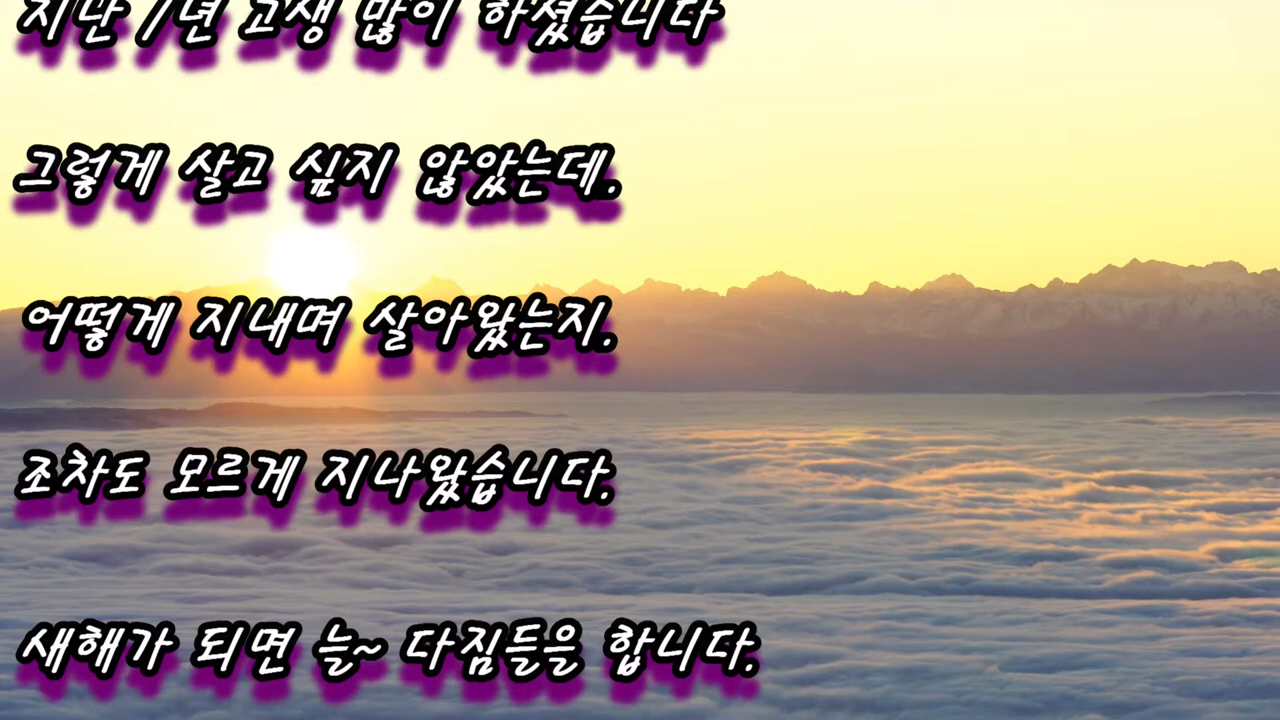 지난 1년 고생 많이 하셨습니다
그렇게 살고 싶지 않았는데.
어떻게 지내며 살아왔는지.
조차도 모르게 지나왔습니다.
새해가 되면 늘~ 다짐들을 합니다.